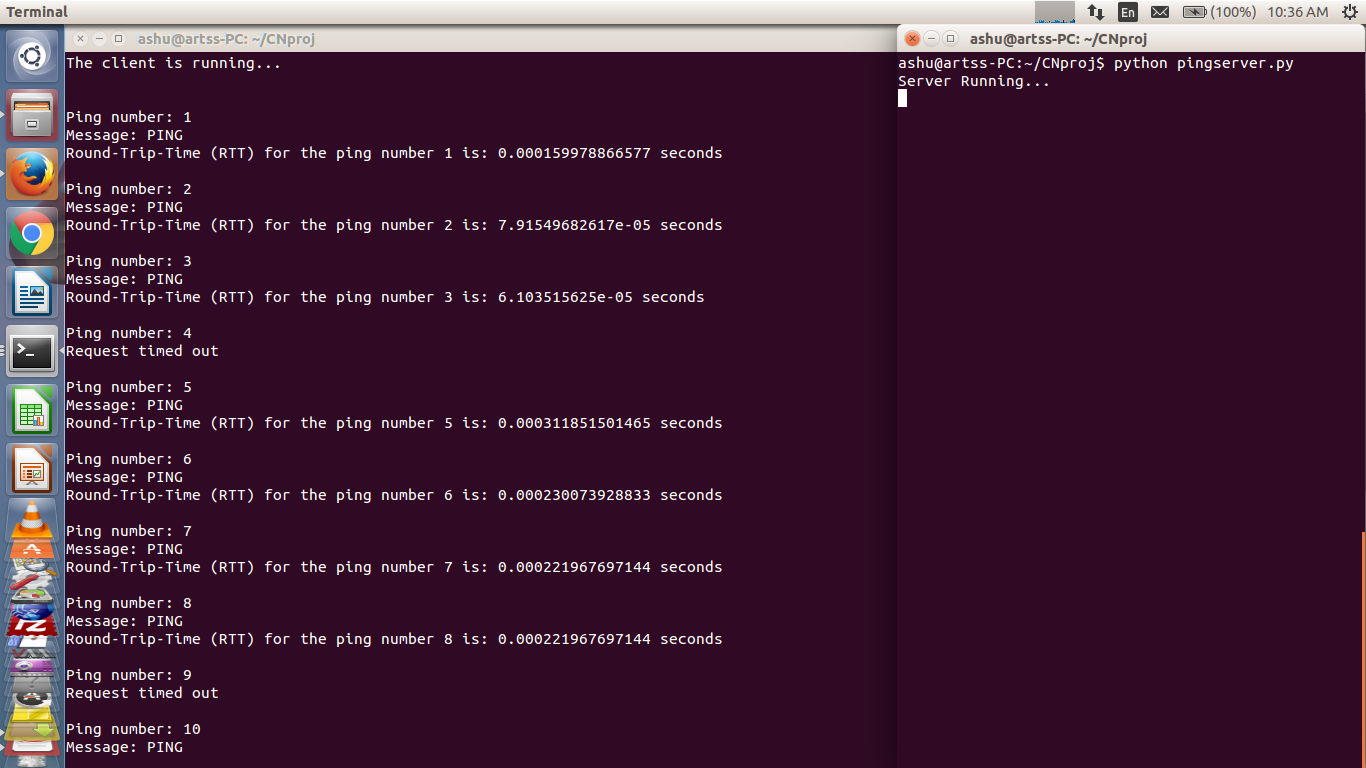 Terminal
En
(100%)
10:36 AM
ashu@artss-PC: ~/CNproj
The client is running...
Ping number: 1
Message: PING
Round-Trip-Time (RTT) for the ping number 1 is: 0.000159978866577 seconds
Ping number: 2
Message: PING
Round-Trip-Time (RTT) for the ping number 2 is: 7.91549682617e-05 seconds
Ping number: 3
Message: PING
Round-Trip-Time (RTT) for the ping number 3 is: 6.103515625e-05 seconds
Ping number: 4
Request timed out
Ping number: 5
Message: PING
Round-Trip-Time (RTT) for the ping number 5 is: 0.000311851501465 seconds
Ping number: 6
Message: PING
Round-Trip-Time (RTT) for the ping number 6 is: 0.000230073928833 seconds
Ping number: 7
Message: PING
Round-Trip-Time (RTT) for the ping number 7 is: 0.000221967697144 seconds
Ping number: 8
Message: PING
Round-Trip-Time (RTT) for the ping number 8 is: 0.000221967697144 seconds
Ping number: 9
Request timed out
Ping number: 10
Message: PING
ashu@artss-PC: ~/CNproj
ashu@artss-PC:~/CNproj$ python pingserver.py
Server Running...